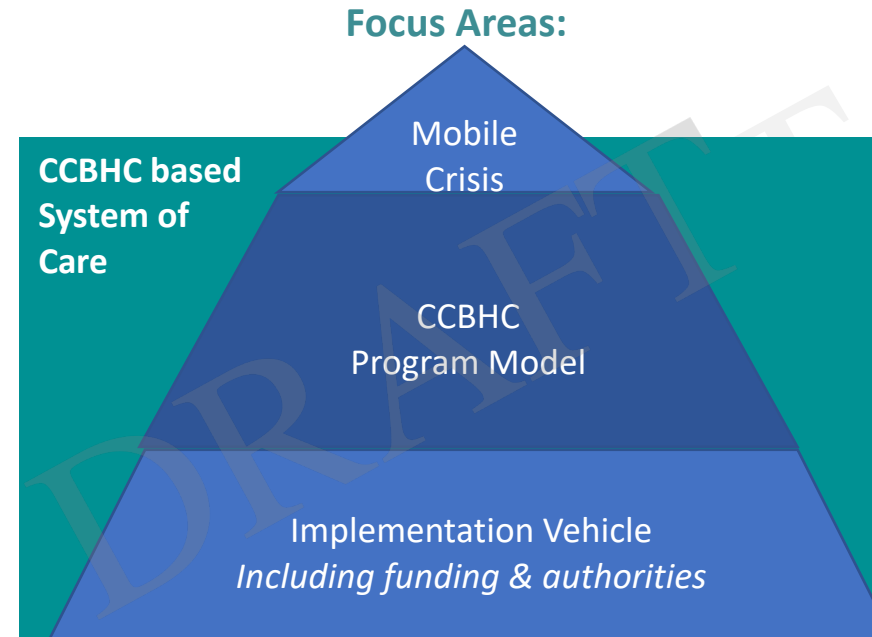 Focus Areas:
Mobile
Crisis
CCBHC based
System of
Care
CCBHC
Program Model
Implementation Vehicle
Including funding & authorities
DRAFT